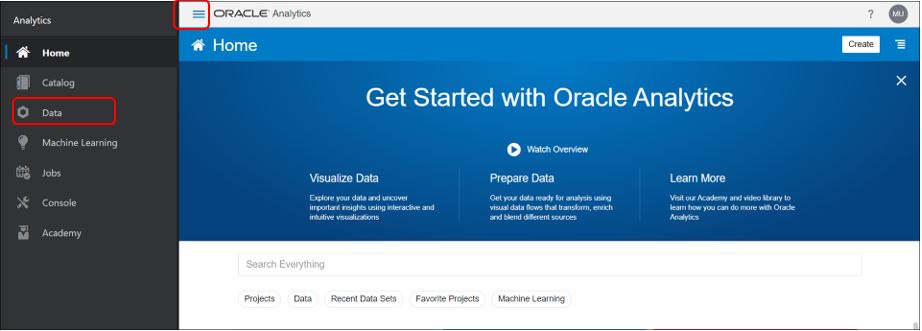 Analytics
ORACLE Analytics
?
MU
Home
Catalog
Data
Machine Learning
Jobs
Console
Academy
Home
Create
Get Started with Oracle Analytics
Watch Overview
Visualize Data
Explore your data and uncover
important insights using interactive and
intuitive visualizations
Prepare Data
Get your data ready for analysis using
visual data flows that transform, enrich
and blend different sources
Learn More
Visit our Academy and video library to
learn how you can do more with Oracle
Analytics
Search Everything
Projects
Data
Recent Data Sets
Favorite Projects
Machine Learning